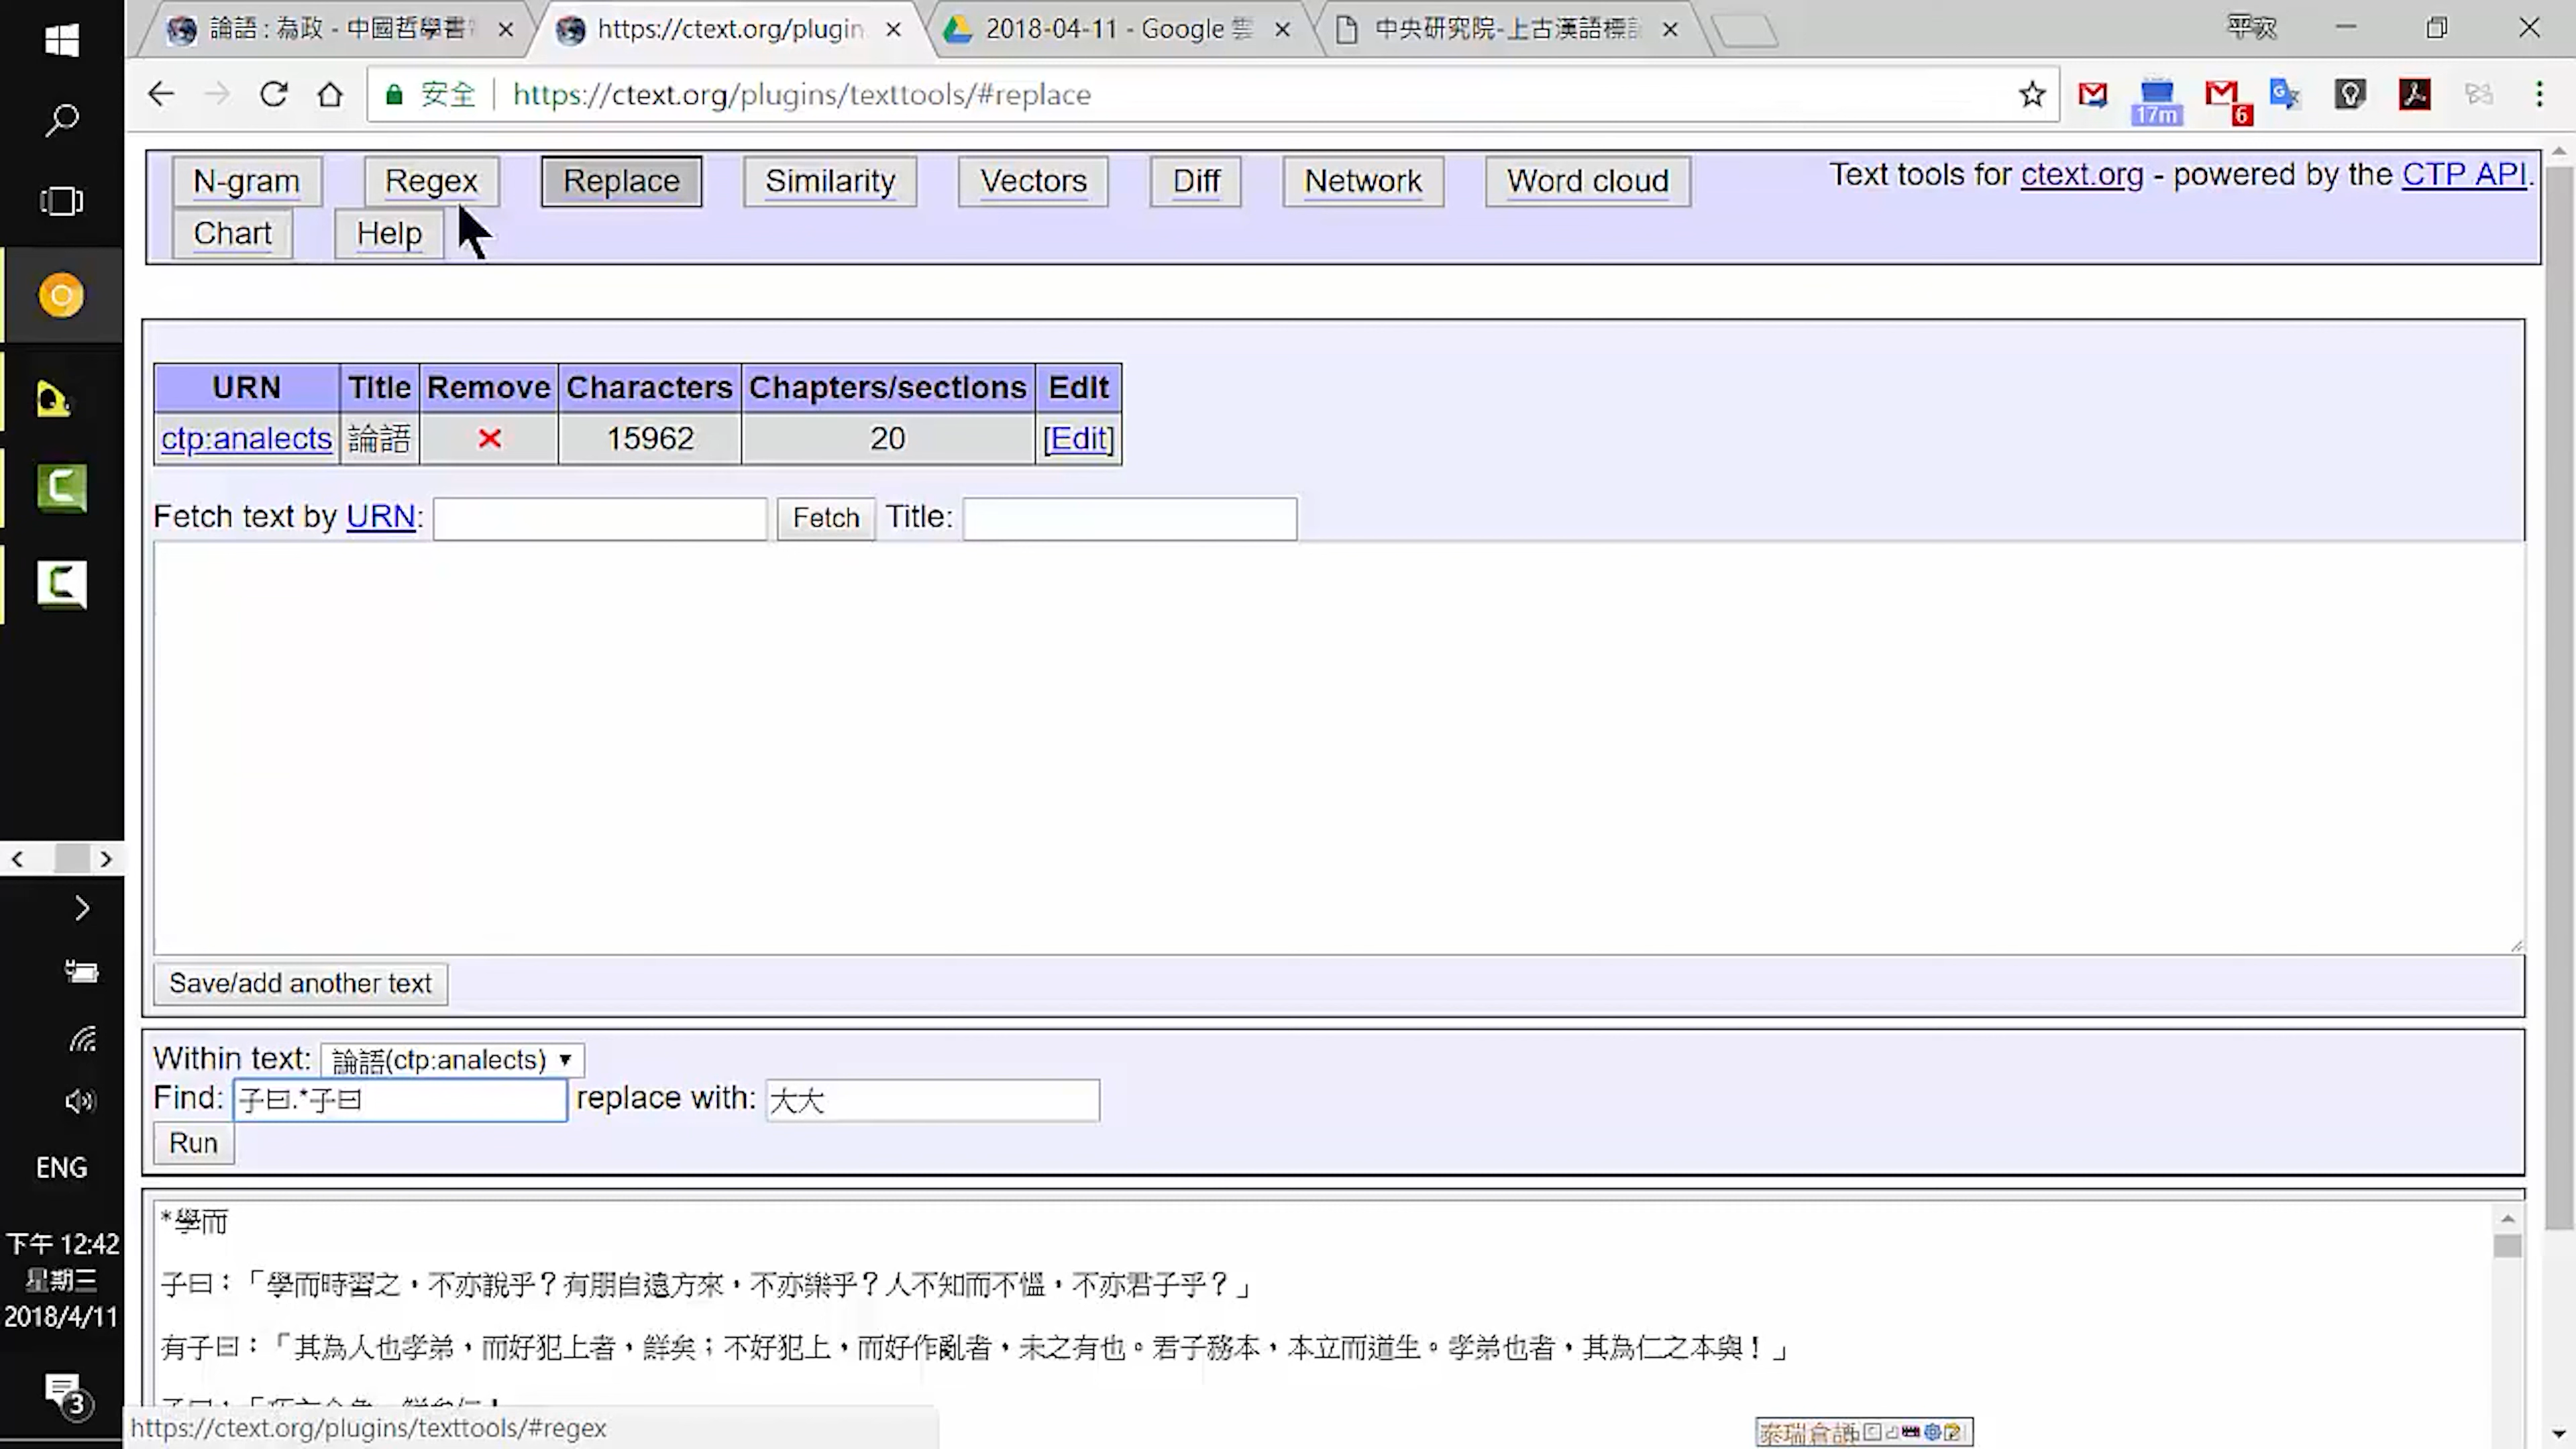 論語 : 為政 - 中國哲學書
https://ctext.org/plugin
2018-04-11 - Google 雲
中央研究院-上古漢語標記
安全
https://ctext.org/plugins/texttools/#replace
17m
6
N-gram
Regex
Replace
Similarity
Vectors
Diff
Network
Word cloud
Text tools for ctext.org - powered by the CTP API.
Chart
Help
URN Title Remove Characters Chapters/sections Edit
ctp:analects 論語 15962 20 [Edit]
Fetch text by URN:
Fetch
Title:
Save/add another text
Within text: 論語(ctp:analects)
Find: 子曰.*子曰 replace with: 大大
Run
*學而
子曰：「學而時習之，不亦說乎？有朋自遠方來，不亦樂乎？人不知而不慍，不亦君子乎？」
有子曰：「其為人也孝弟，而好犯上者，鮮矣；不好犯上，而好作亂者，未之有也。君子務本，本立而道生。孝弟也者，其為仁之本與！」
https://ctext.org/plugins/texttools/#regex
ENG
下午 12:42
星期三
2018/4/11
3